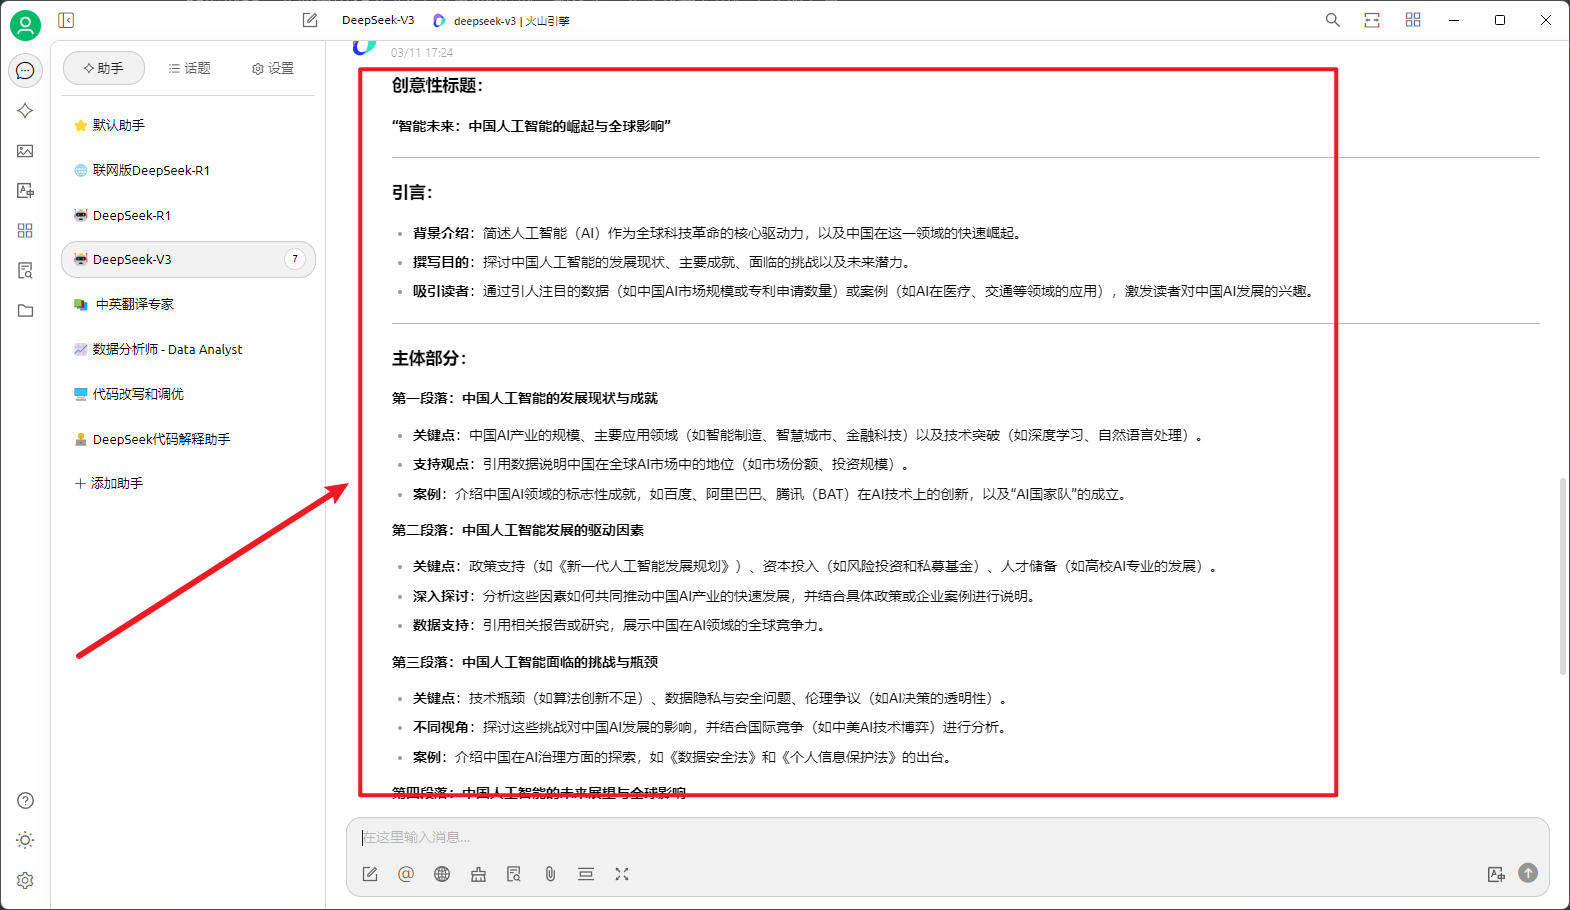 DeepSeek-V3 deepseek-v3 | 火山引擎
助手 话题 设置
默认助手
联网版DeepSeek-R1
DeepSeek-R1
DeepSeek-V3 7
中英翻译专家
数据分析师 - Data Analyst
代码改写和调优
DeepSeek代码解释助手
添加助手
03/11 17:24
创意性标题：
“智能未来：中国人工智能的崛起与全球影响”
引言：
背景介绍：简述人工智能（AI）作为全球科技革命的核心驱动力，以及中国在这一领域的快速崛起。
撰写目的：探讨中国人工智能的发展现状、主要成就、面临的挑战以及未来潜力。
吸引读者：通过引人注目的数据（如中国AI市场规模或专利申请数量）或案例（如AI在医疗、交通等领域的应用），激发读者对中国AI发展的兴趣。
主体部分：
第一段落：中国人工智能的发展现状与成就
关键点：中国AI产业的规模、主要应用领域（如智能制造、智慧城市、金融科技）以及技术突破（如深度学习、自然语言处理）。
支持观点：引用数据说明中国在全球AI市场中的地位（如市场份额、投资规模）。
案例：介绍中国AI领域的标志性成就，如百度、阿里巴巴、腾讯（BAT）在AI技术上的创新，以及“AI国家队”的成立。
第二段落：中国人工智能发展的驱动因素
关键点：政策支持（如《新一代人工智能发展规划》）、资本投入（如风险投资和私募基金）、人才储备（如高校AI专业的发展）。
深入探讨：分析这些因素如何共同推动中国AI产业的快速发展，并结合具体政策或企业案例进行说明。
数据支持：引用相关报告或研究，展示中国在AI领域的全球竞争力。
第三段落：中国人工智能面临的挑战与瓶颈
关键点：技术瓶颈（如算法创新不足）、数据隐私与安全问题、伦理争议（如AI决策的透明性）。
不同视角：探讨这些挑战对中国AI发展的影响，并结合国际竞争（如中美AI技术博弈）进行分析。
案例：介绍中国在AI治理方面的探索，如《数据安全法》和《个人信息保护法》的出台。
第四段落：中国人工智能的未来展望与全球影响
在这里输入消息...